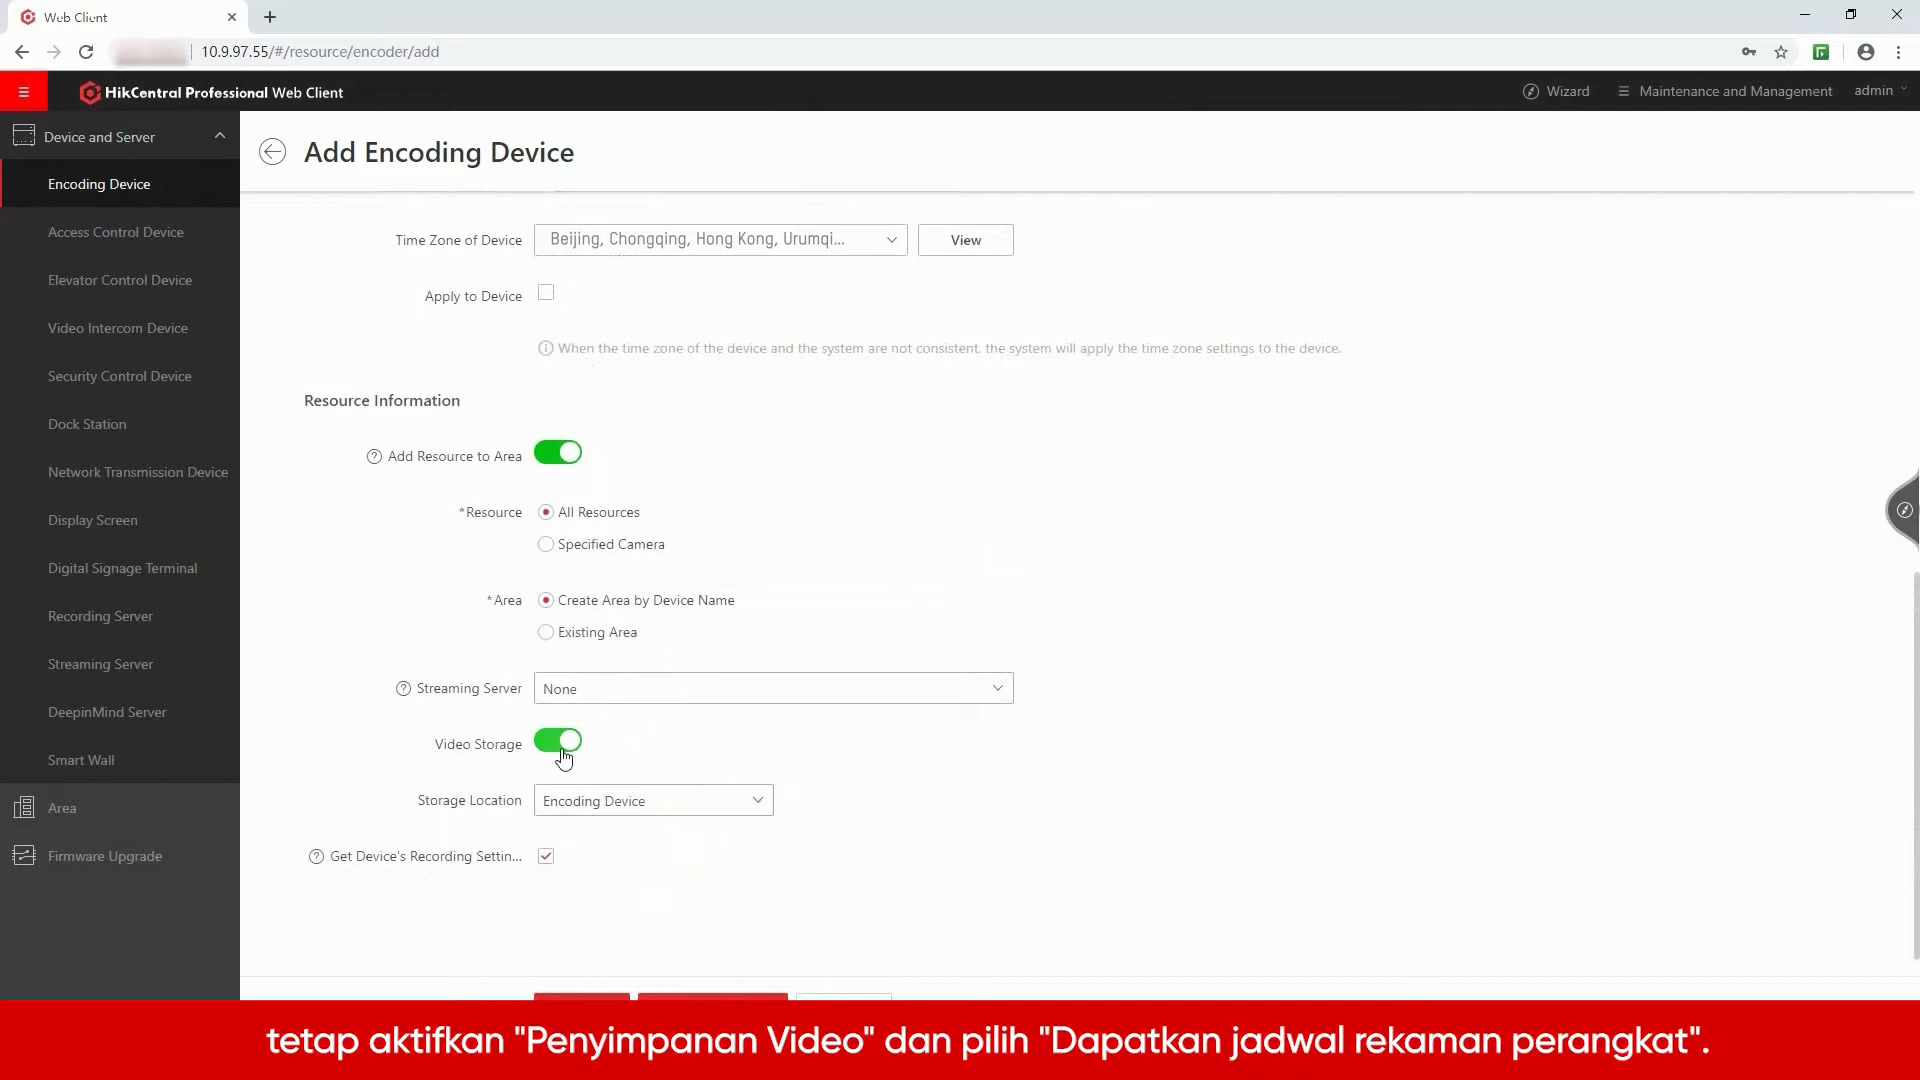 Web Client
10.9.97.55/#/resource/encoder/add
HikCentral Professional Web Client
Wizard
Maintenance and Management
admin
Device and Server
Encoding Device
Access Control Device
Elevator Control Device
Video Intercom Device
Security Control Device
Dock Station
Network Transmission Device
Display Screen
Digital Signage Terminal
Recording Server
Streaming Server
DeepinMind Server
Smart Wall
Area
Firmware Upgrade
Add Encoding Device
Time Zone of Device
Beijing, Chongqing, Hong Kong, Urumqi...
View
Apply to Device
When the time zone of the device and the system are not consistent, the system will apply the time zone settings to the device.
Resource Information
Add Resource to Area
*Resource
All Resources
Specified Camera
*Area
Create Area by Device Name
Existing Area
Streaming Server
None
Video Storage
Storage Location
Encoding Device
Get Device's Recording Settin...
tetap aktifkan "Penyimpanan Video" dan pilih "Dapatkan jadwal rekaman perangkat".